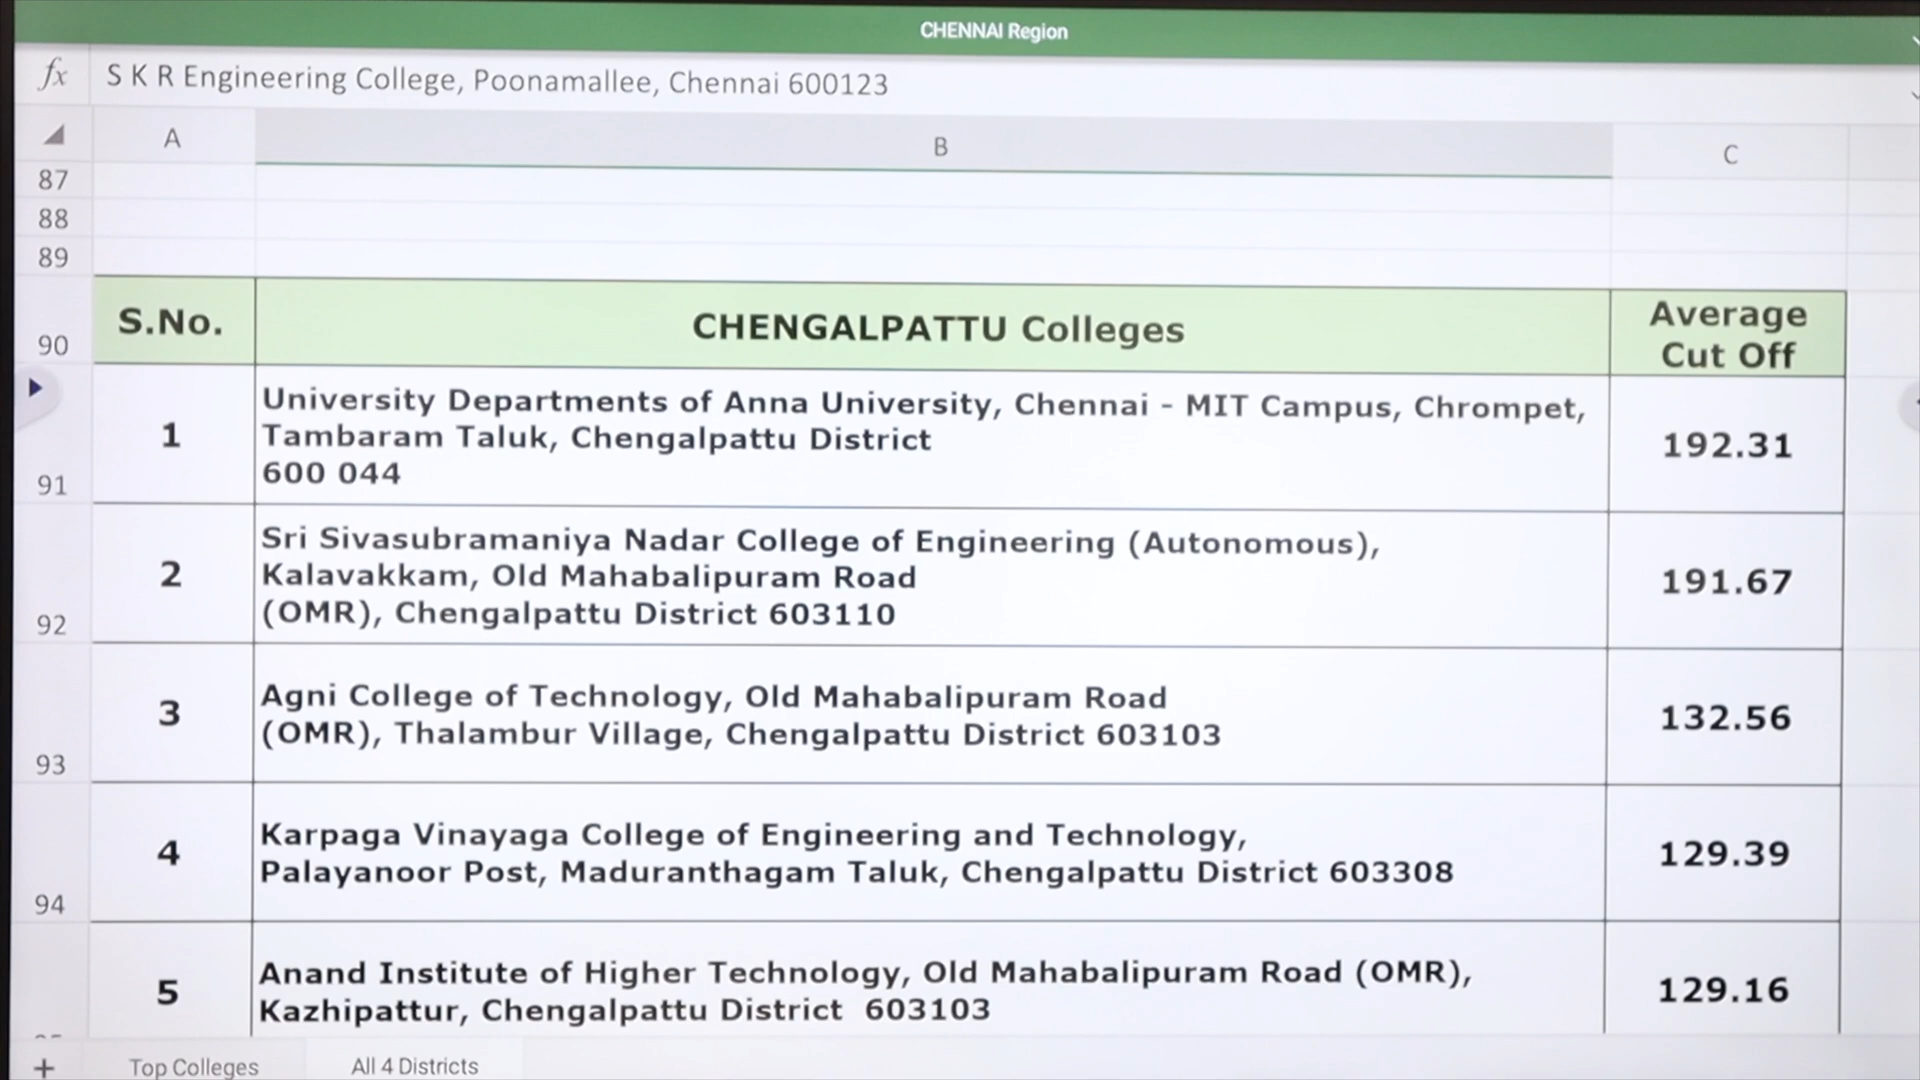 CHENNAI Region
fx S K R Engineering College, Poonamallee, Chennai 600123
A B C
87
88
89
90 S.No. CHENGALPATTU Colleges Average
Cut Off
91 1 University Departments of Anna University, Chennai - MIT Campus, Chrompet,
Tambaram Taluk, Chengalpattu District
600 044
192.31
92 2 Sri Sivasubramaniya Nadar College of Engineering (Autonomous),
Kalavakkam, Old Mahabalipuram Road
(OMR), Chengalpattu District 603110
191.67
93 3 Agni College of Technology, Old Mahabalipuram Road
(OMR), Thalambur Village, Chengalpattu District 603103
132.56
94 4 Karpaga Vinayaga College of Engineering and Technology,
Palayanoor Post, Maduranthagam Taluk, Chengalpattu District 603308
129.39
5 Anand Institute of Higher Technology, Old Mahabalipuram Road (OMR),
Kazhipattur, Chengalpattu District 603103
129.16
+ Top Colleges All 4 Districts